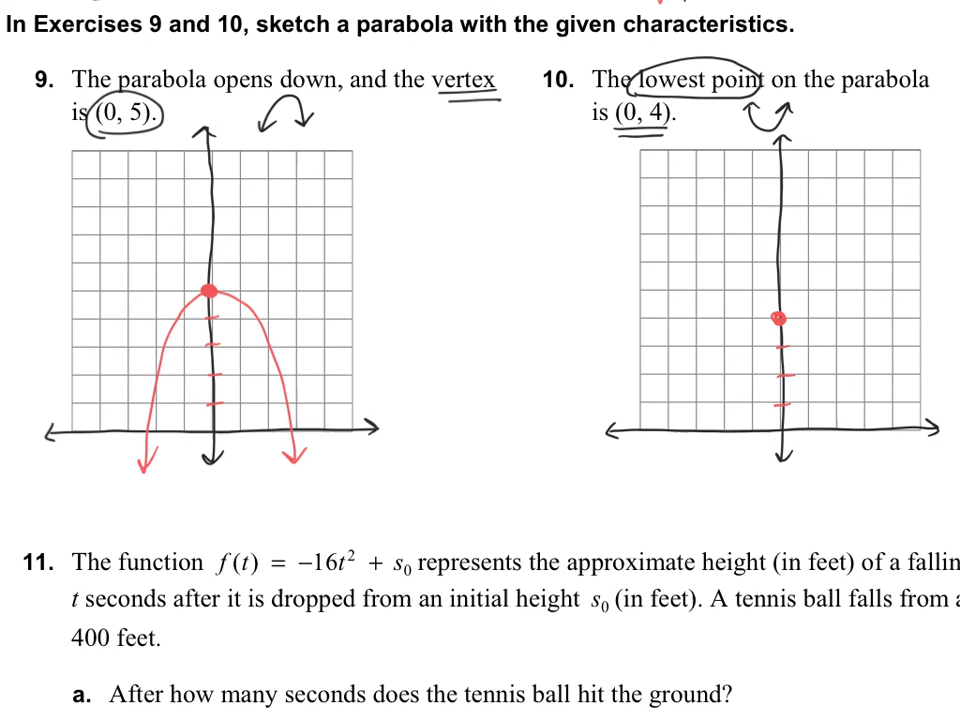 In Exercises 9 and 10, sketch a parabola with the given characteristics.
9. The parabola opens down, and the vertex
is (0, 5).
10. The lowest point on the parabola
is (0, 4).
11. The function f(t) = −16t² + s₀ represents the approximate height (in feet) of a fallin
t seconds after it is dropped from an initial height s₀ (in feet). A tennis ball falls from a
400 feet.
a. After how many seconds does the tennis ball hit the ground?